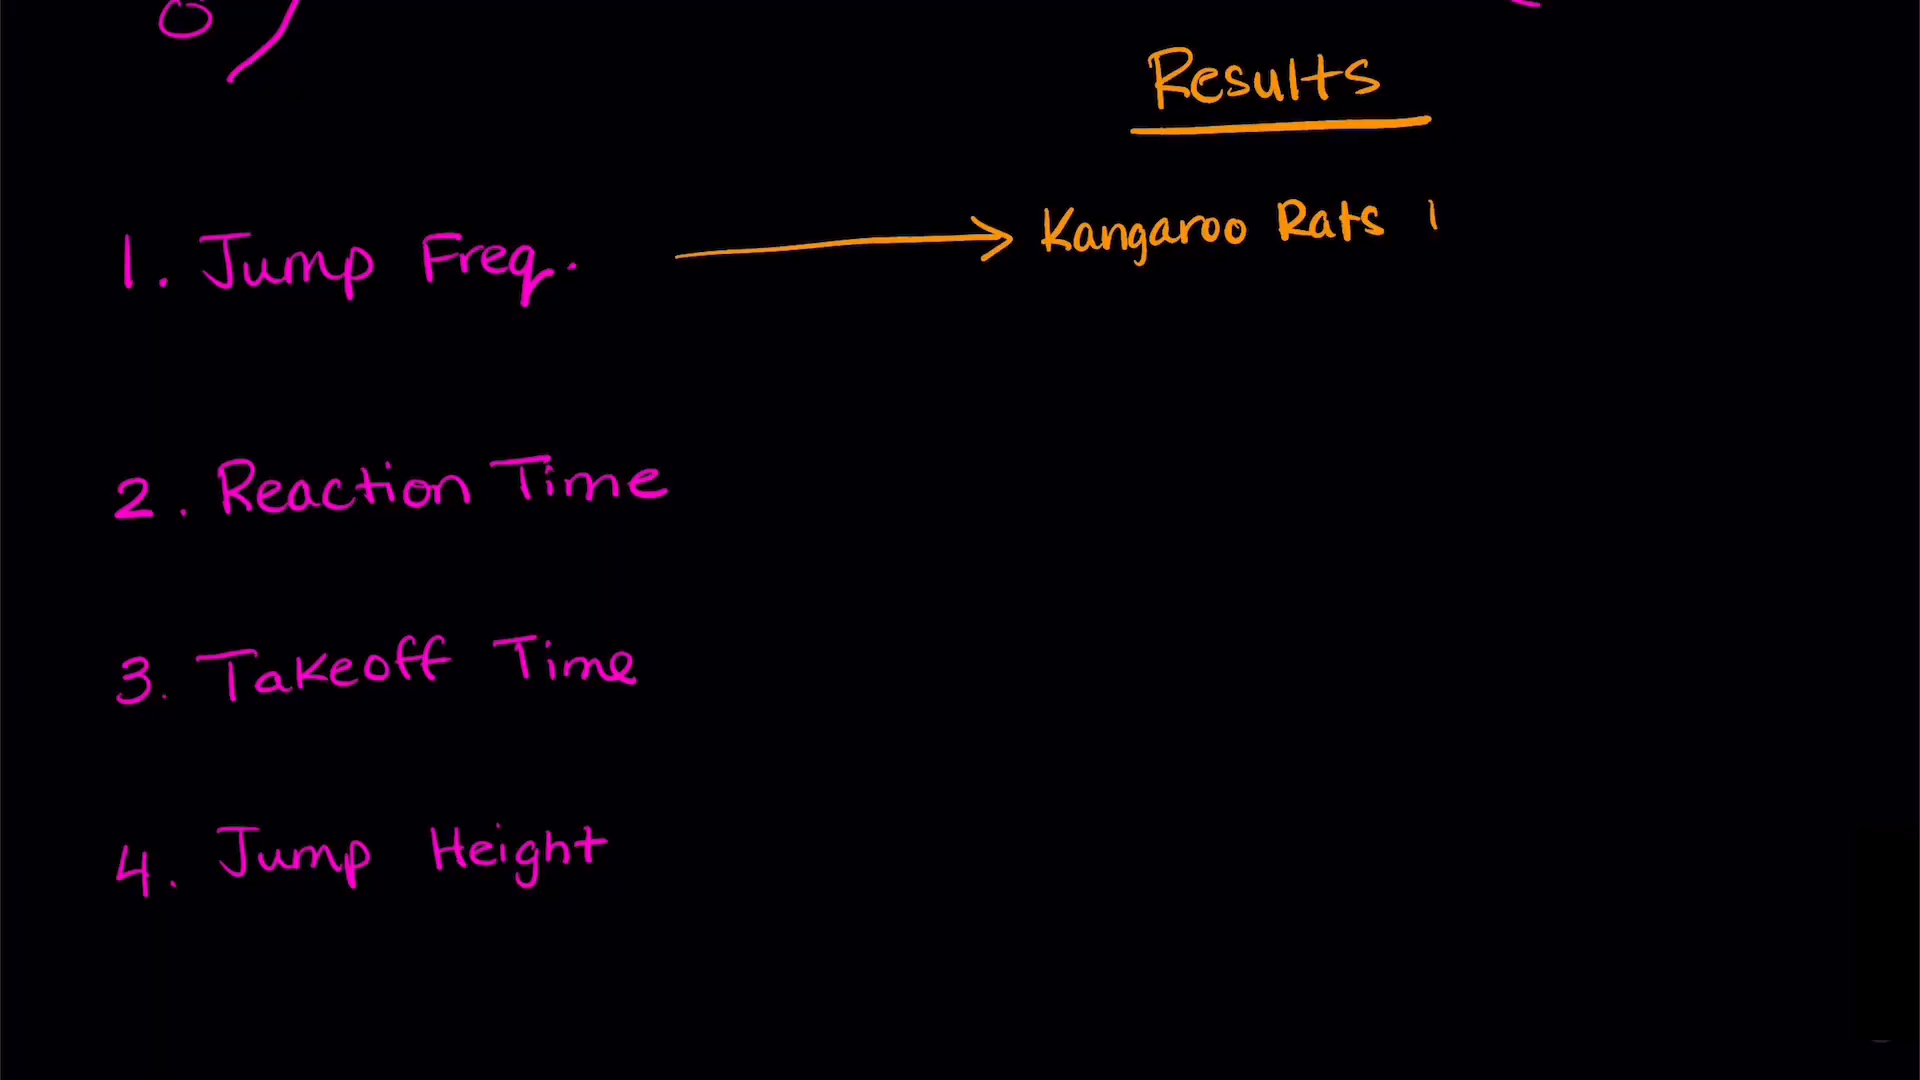 Results
1. Jump Freq. → Kangaroo Rats
2. Reaction Time
3. Takeoff Time
4. Jump Height